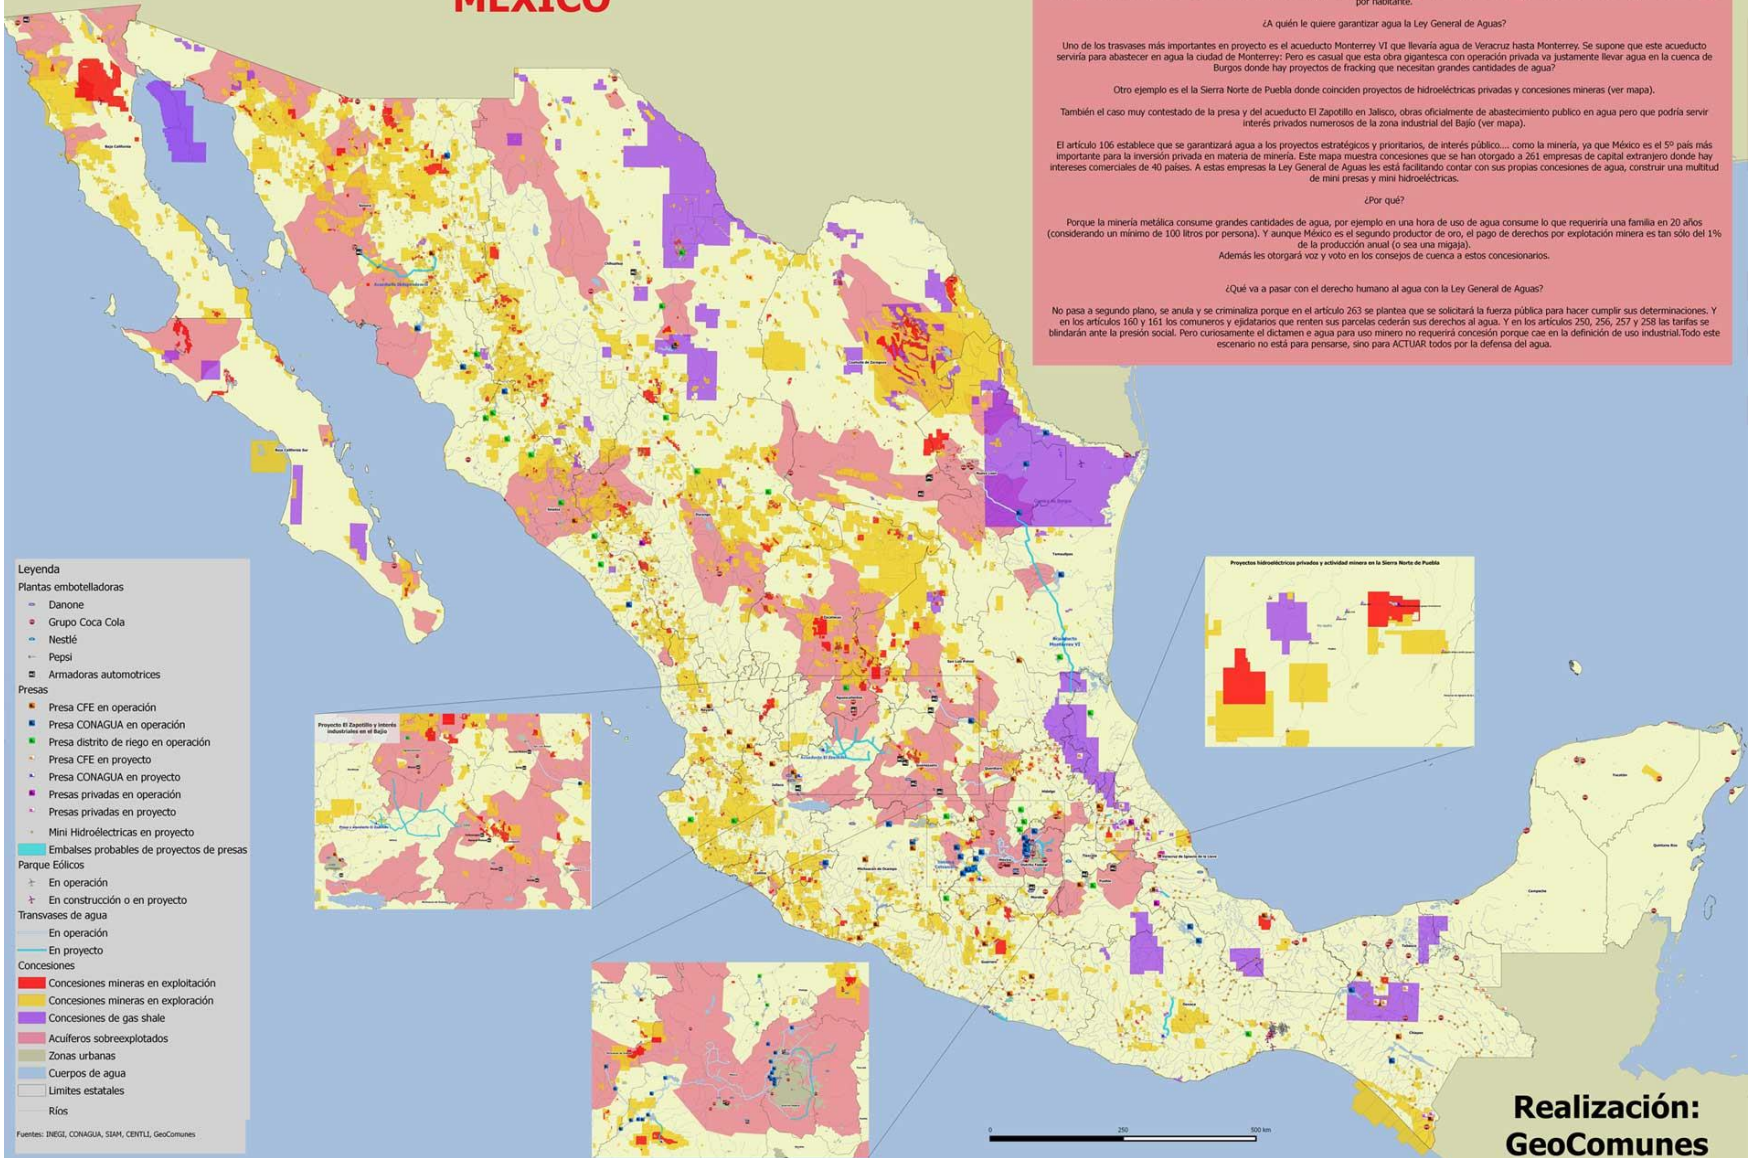 MÉXICO
por habitante.
¿A quién le quiere garantizar agua la Ley General de Aguas?
Uno de los trasvases más importantes en proyecto es el acueducto Monterrey VI que llevaría agua de Veracruz hasta Monterrey. Se supone que este acueducto
serviría para abastecer en agua la ciudad de Monterrey: Pero es casual que esta obra gigantesca con operación privada va justamente llevar agua en la cuenca de
Burgos donde hay proyectos de fracking que necesitan grandes cantidades de agua?
Otro ejemplo es el la Sierra Norte de Puebla donde coinciden proyectos de hidroeléctricas privadas y concesiones mineras (ver mapa).
También el caso muy contestado de la presa y del acueducto El Zapotillo en Jalisco, obras oficialmente de abastecimiento publico en agua pero que podría servir
interés privados numerosos de la zona industrial del Bajío (ver mapa).
El artículo 106 establece que se garantizará agua a los proyectos estratégicos y prioritarios, de interés público.... como la minería, ya que México es el 5º país más
importante para la inversión privada en materia de minería. Este mapa muestra concesiones que se han otorgado a 261 empresas de capital extranjero donde hay
intereses comerciales de 40 países. A estas empresas la Ley General de Aguas les está facilitando contar con sus propias concesiones de agua, construir una multitud
de mini presas y mini hidroeléctricas.
¿Por qué?
Porque la minería metálica consume grandes cantidades de agua, por ejemplo en una hora de uso de agua consume lo que requeriría una familia en 20 años
(considerando un mínimo de 100 litros por persona). Y aunque México es el segundo productor de oro, el pago de derechos por explotación minera es tan sólo del 1%
de la producción anual (o sea una migaja).
Además les otorgará voz y voto en los consejos de cuenca a estos concesionarios.
¿Qué va a pasar con el derecho humano al agua con la Ley General de Aguas?
No pasa a segundo plano, se anula y se criminaliza porque en el artículo 263 se plantea que se solicitará la fuerza pública para hacer cumplir sus determinaciones. Y
en los artículos 160 y 161 los comuneros y ejidatarios que renten sus parcelas cederán sus derechos al agua. Y en los artículos 250, 256, 257 y 258 las tarifas se
blindarán ante la presión social. Pero curiosamente el dictamen e agua para uso minero no requerirá concesión porque cae en la definición de uso industrial.Todo este
escenario no está para pensarse, sino para ACTUAR todos por la defensa del agua.
Baja California
Chihuahua
Baja California Sur
Tamaulipas
Acueducto
Monterrey VI
San Luis Potosí
Hidalgo
Michoacán de Ocampo
Guerrero
Oaxaca
Chiapas
Campeche
Yucatán
Quintana Roo
Proyectos hidroeléctricos privados y actividad minera en la Sierra Norte de Puebla
Proyecto El Zapotillo y interés
industriales en el Bajío
Leyenda
Plantas embotelladoras
Danone
Grupo Coca Cola
Nestlé
Pepsi
Armadoras automotrices
Presas
Presa CFE en operación
Presa CONAGUA en operación
Presa distrito de riego en operación
Presa CFE en proyecto
Presa CONAGUA en proyecto
Presas privadas en operación
Presas privadas en proyecto
Mini Hidroeléctricas en proyecto
Embalses probables de proyectos de presas
Parque Eólicos
En operación
En construcción o en proyecto
Transvases de agua
En operación
En proyecto
Concesiones
Concesiones mineras en exploitación
Concesiones mineras en exploración
Concesiones de gas shale
Acuíferos sobreexplotados
Zonas urbanas
Cuerpos de agua
Limites estatales
Ríos
Fuentes: INEGI, CONAGUA, SIAM, CENTLI, GeoComunes
0 250 500 km
Realización:
GeoComunes